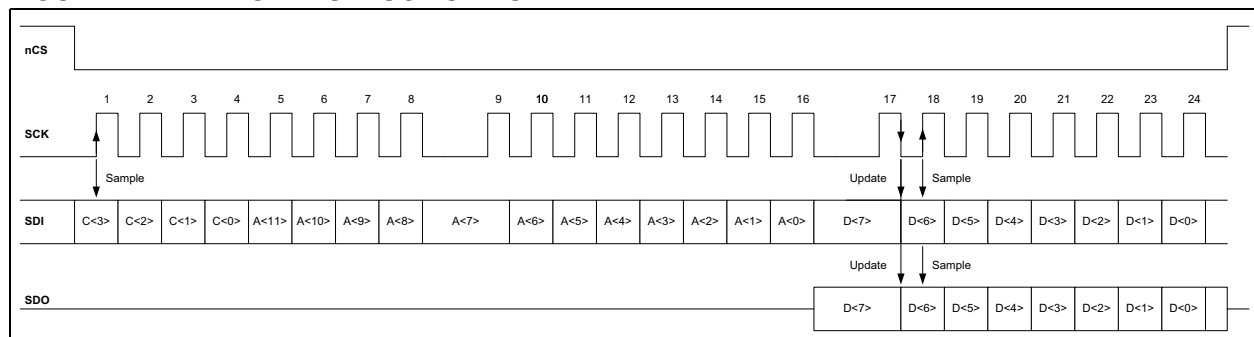 nCS
1 2 3 4 5 6 7 8 9 10 11 12 13 14 15 16 17 18 19 20 21 22 23 24
SCK
Sample Update Sample
SDI C<3> C<2> C<1> C<0> A<11> A<10> A<9> A<8> A<7> A<6> A<5> A<4> A<3> A<2> A<1> A<0> D<7> D<6> D<5> D<4> D<3> D<2> D<1> D<0>
Update Sample
SDO D<7> D<6> D<5> D<4> D<3> D<2> D<1> D<0>